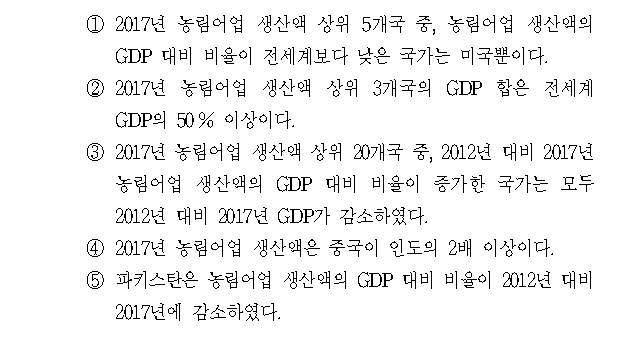 ① 2017년 농림어업 생산액 상위 5개국 중, 농림어업 생산액의
GDP 대비 비율이 전세계보다 낮은 국가는 미국뿐이다.
② 2017년 농림어업 생산액 상위 3개국의 GDP 합은 전세계
GDP의 50% 이상이다.
③ 2017년 농림어업 생산액 상위 20개국 중, 2012년 대비 2017년
농림어업 생산액의 GDP 대비 비율이 증가한 국가는 모두
2012년 대비 2017년 GDP가 감소하였다.
④ 2017년 농림어업 생산액은 중국이 인도의 2배 이상이다.
⑤ 파키스탄은 농림어업 생산액의 GDP 대비 비율이 2012년 대비
2017년에 감소하였다.